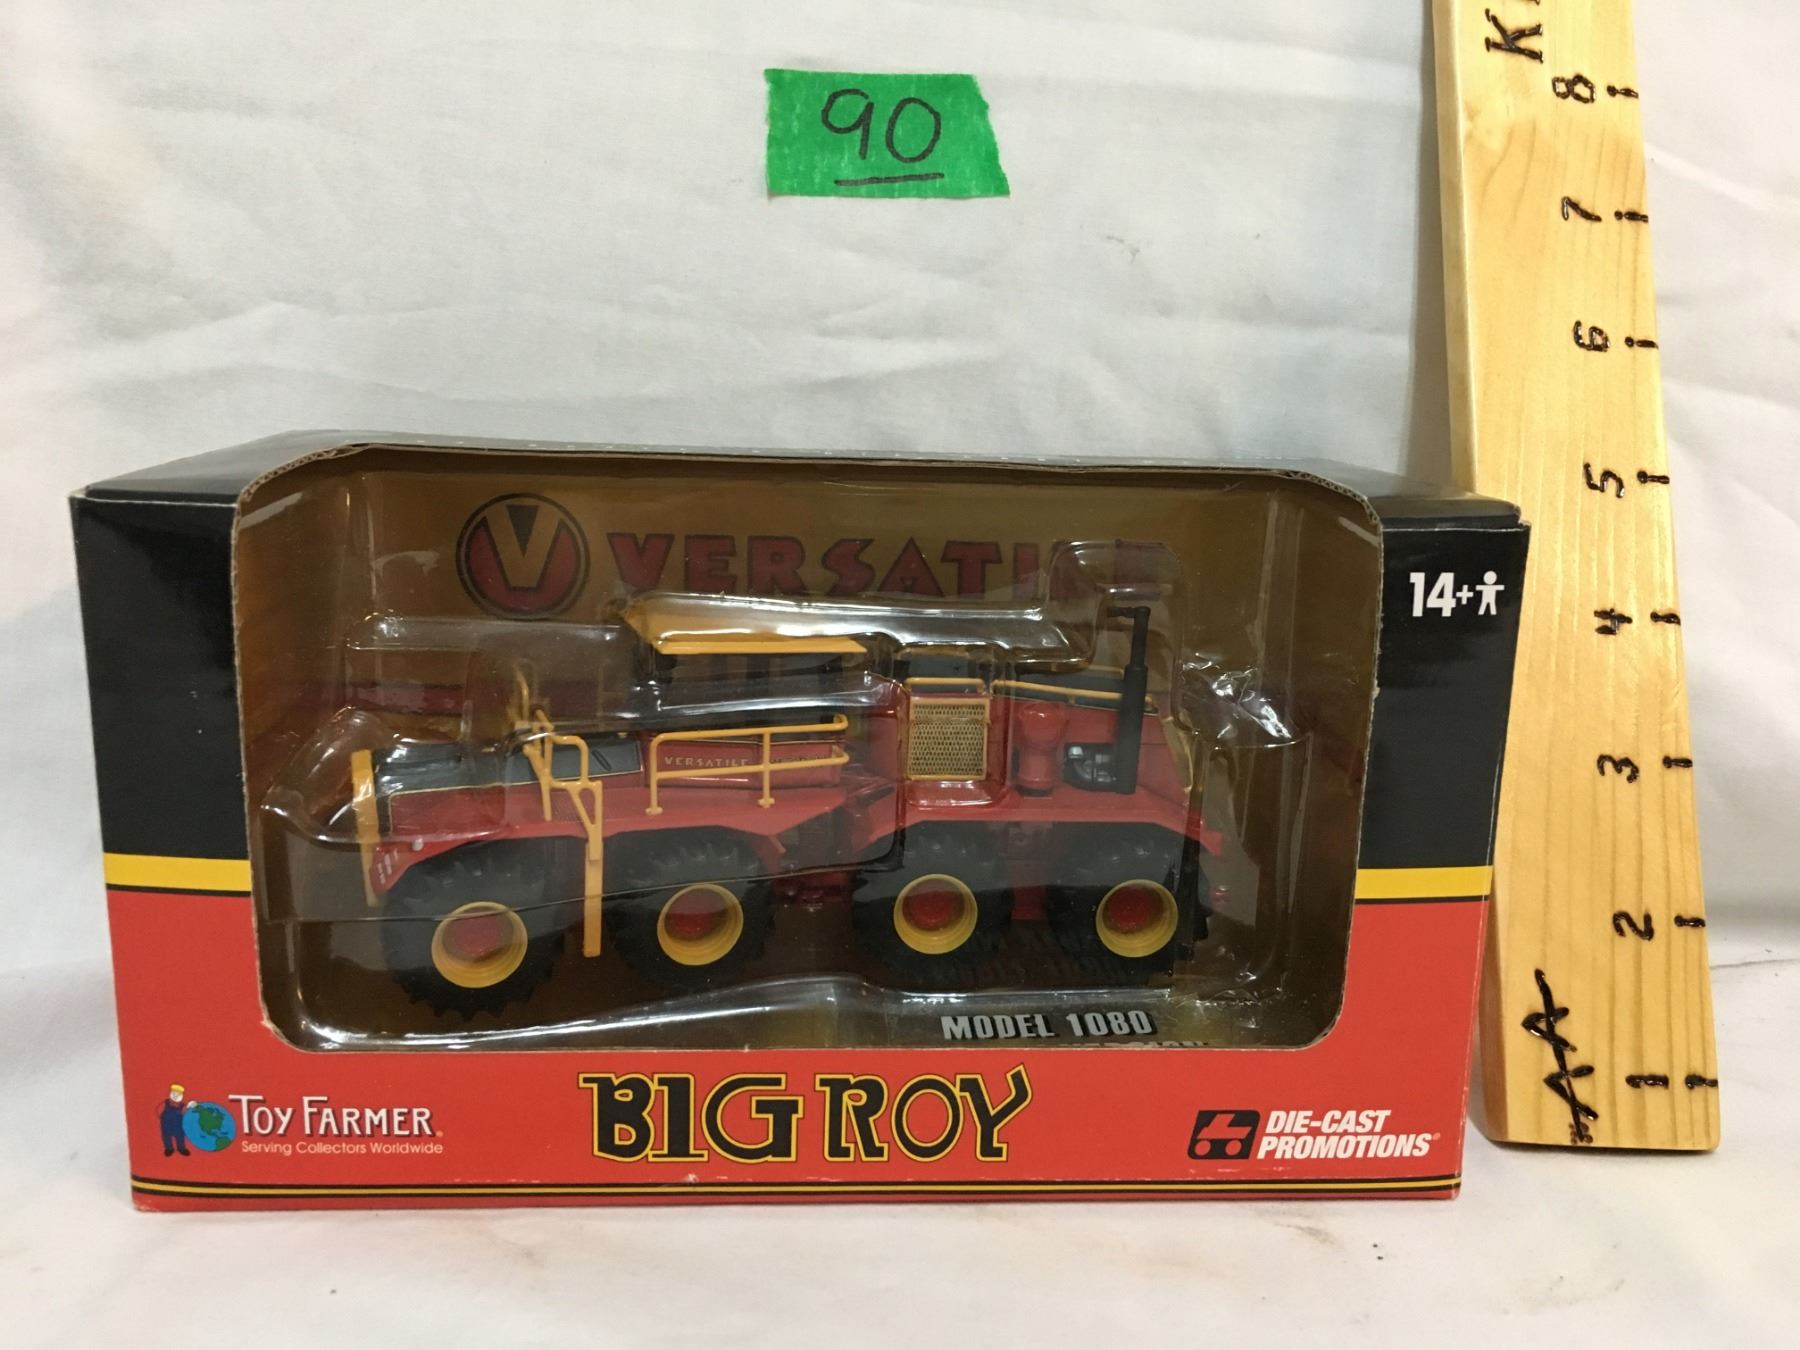 90
8
7
6
5
4
3
2
1
AA
V VERSATILE
14+
VERSATILE
MODEL 1080
TOY FARMER
Serving Collectors Worldwide
BIG ROY
DIE-CAST
PROMOTIONS